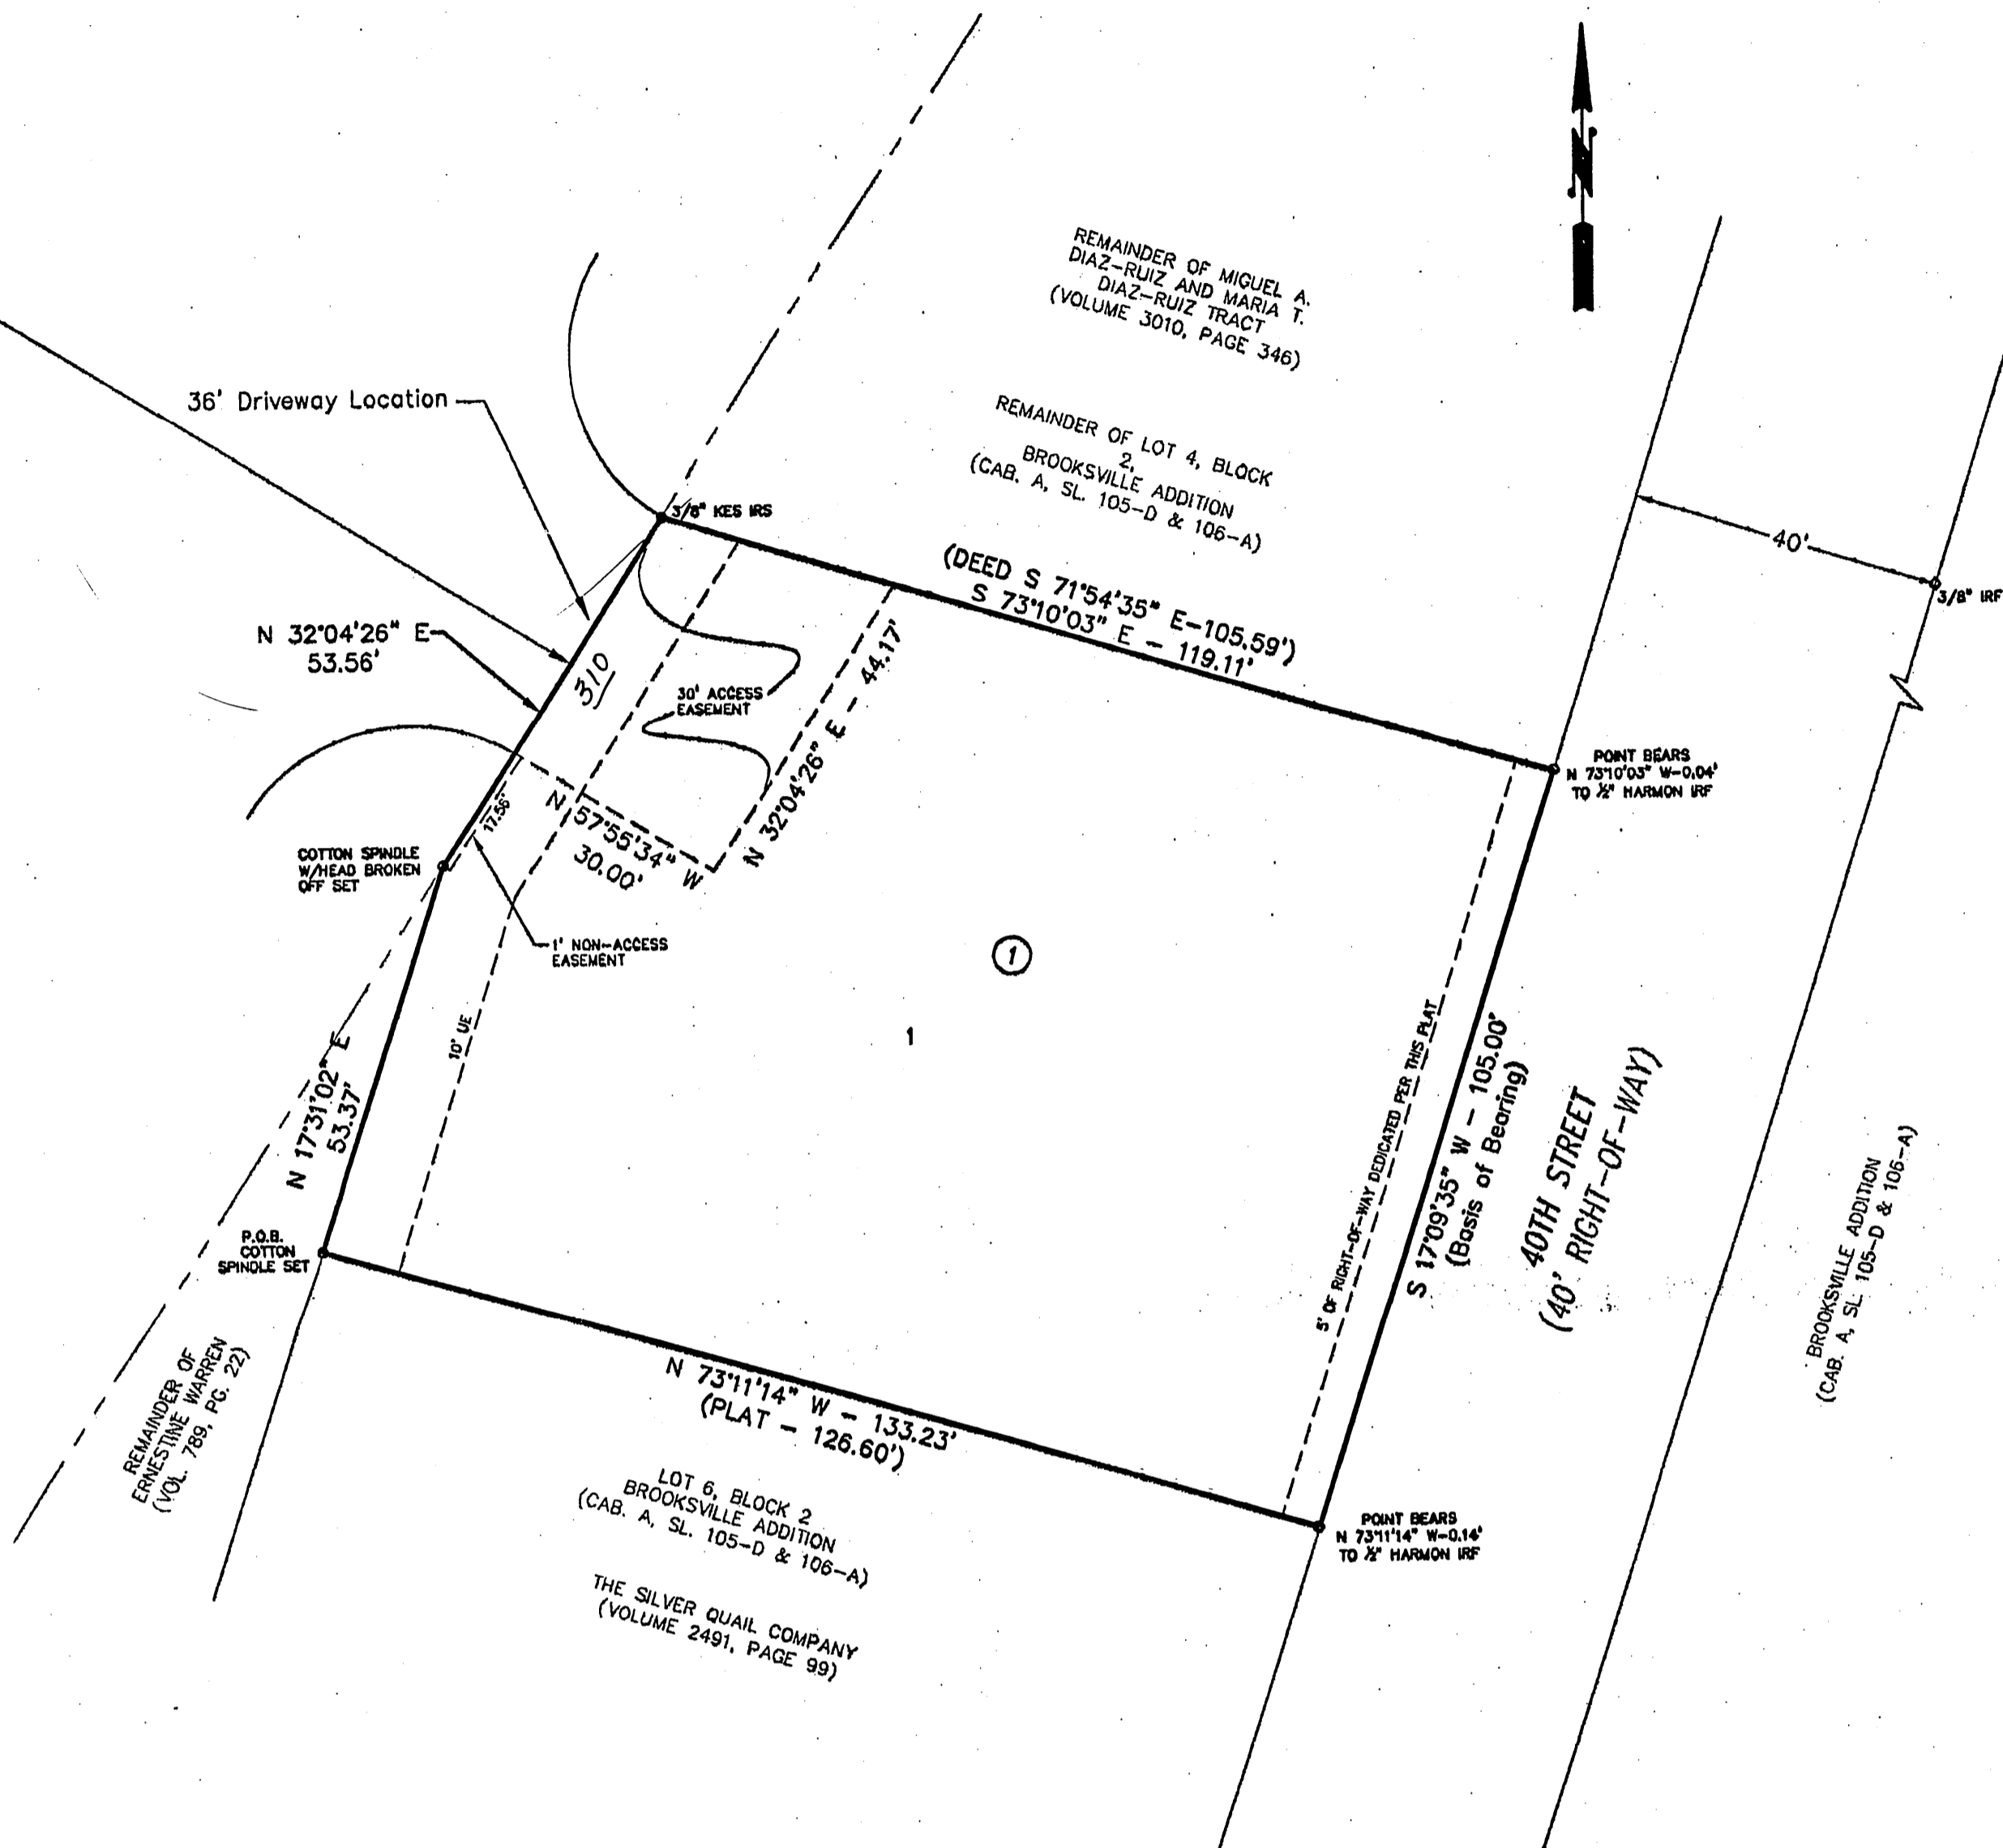 N
REMAINDER OF MIGUEL A.
DIAZ-RUIZ AND MARIA T.
DIAZ-RUIZ TRACT
(VOLUME 3010, PAGE 346)
36' Driveway Location
REMAINDER OF LOT 4, BLOCK
2,
BROOKSVILLE ADDITION
(CAB. A, SL. 105-D & 106-A)
3/8" KES IRS
40'
3/8" IRF
(DEED S 71°54'35" E-105.59')
S 73°10'03" E - 119.11'
N 32°04'26" E
53.56'
310
30' ACCESS
EASEMENT
N 32°04'26" E - 44.17'
POINT BEARS
N 73°10'03" W-0.04'
TO ½" HARMON IRF
17.56'
N 57°55'34" W
30.00'
COTTON SPINDLE
W/HEAD BROKEN
OFF SET
1' NON-ACCESS
EASEMENT
1
1
10' UE
N 17°31'02" E
53.37'
5' OF RIGHT-OF-WAY DEDICATED PER THIS PLAT
S 17°09'35" W - 105.00'
(Basis of Bearing)
40TH STREET
(40' RIGHT-OF-WAY)
BROOKSVILLE ADDITION
(CAB. A, SL. 105-D & 106-A)
P.O.B.
COTTON
SPINDLE SET
REMAINDER OF
ERNESTINE WARREN
(VOL. 789, PG. 22)
N 73°11'14" W - 133.23'
(PLAT - 126.60')
LOT 6, BLOCK 2
BROOKSVILLE ADDITION
(CAB. A, SL. 105-D & 106-A)
POINT BEARS
N 73°11'14" W-0.14'
TO ½" HARMON IRF
THE SILVER QUAIL COMPANY
(VOLUME 2491, PAGE 99)